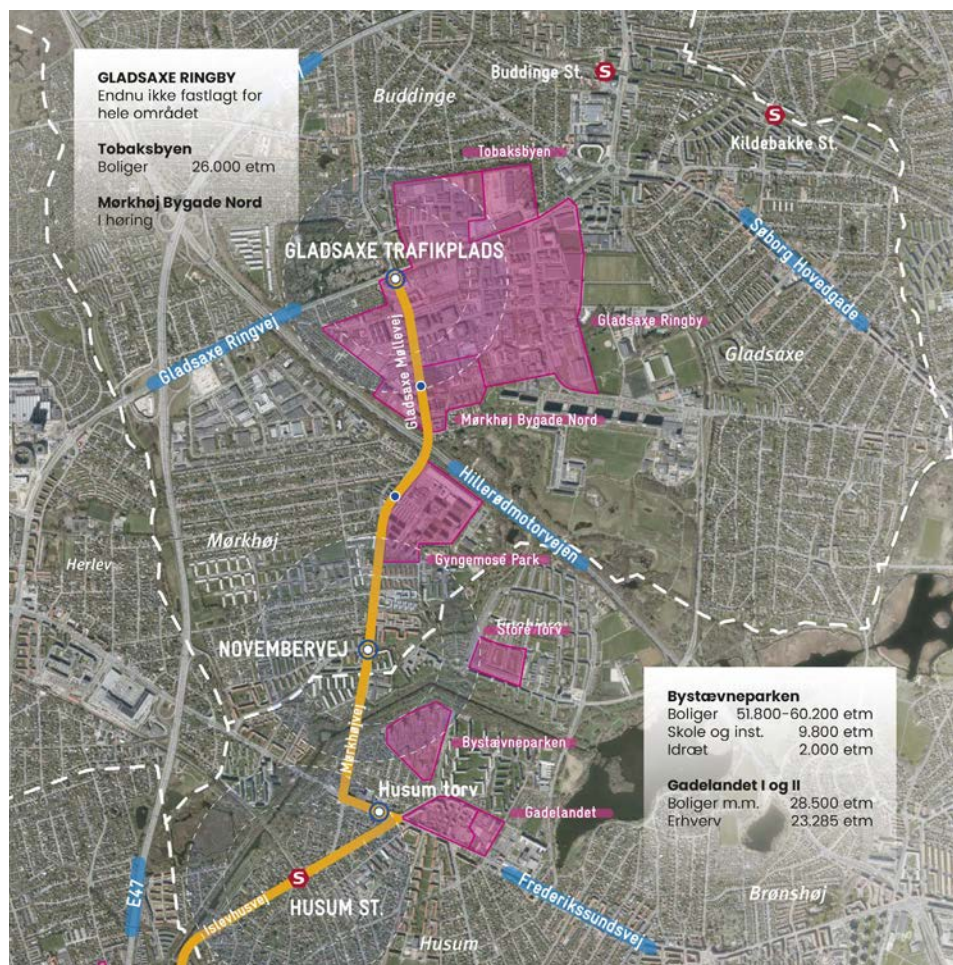 GLADSAXE RINGBY
Endnu ikke fastlagt for
hele området
Tobaksbyen
Boliger 26.000 etm
Mørkhøj Bygade Nord
I høring
Buddinge
Buddinge St.
S
S
Kildebakke St.
Tobaksbyen
GLADSAXE TRAFIKPLADS
Søborg Hovedgade
Gladsaxe Ringvej
Gladsaxe Ringby
Gladsaxe
Gladsaxe Møllevej
Mørkhøj Bygade Nord
Hillerødmotorvejen
Mørkhøj
Herlev
Gyngemose Park
Store Torv
NOVEMBERVEJ
Mørkhøjvej
Bystævneparken
Husum torv
Gadelandet
Bystævneparken
Boliger 51.800-60.200 etm
Skole og inst. 9.800 etm
Idræt 2.000 etm
Gadelandet I og II
Boliger m.m. 28.500 etm
Erhverv 23.285 etm
E47
Islevhusvej
S
HUSUM ST.
Frederikssundsvej
Brønshøj
Husum